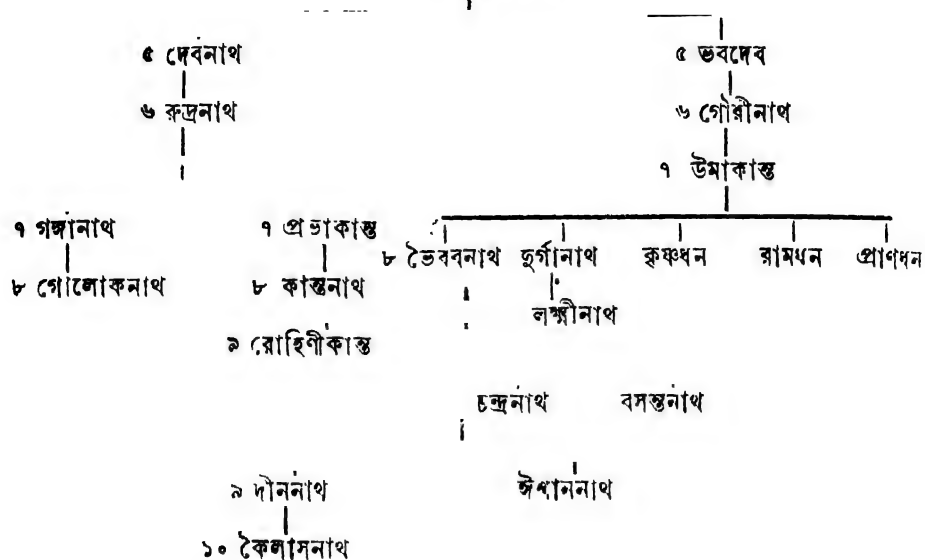 ৫ দেবনাথ ৫ ভবদেব
৬ রুদ্রনাথ ৬ গৌরীনাথ
৭ উমাকান্ত
৭ গঙ্গানাথ ৭ প্রভাকান্ত
৮ ভৈববনাথ দুর্গানাথ কৃষ্ণধন রামধন প্রাণধন
৮ গোলোকনাথ ৮ কান্তনাথ
লক্ষ্মীনাথ
৯ রোহিণীকান্ত
চন্দ্রনাথ বসন্তনাথ
৯ দীননাথ ঈশাননাথ
১০ কৈলাসনাথ